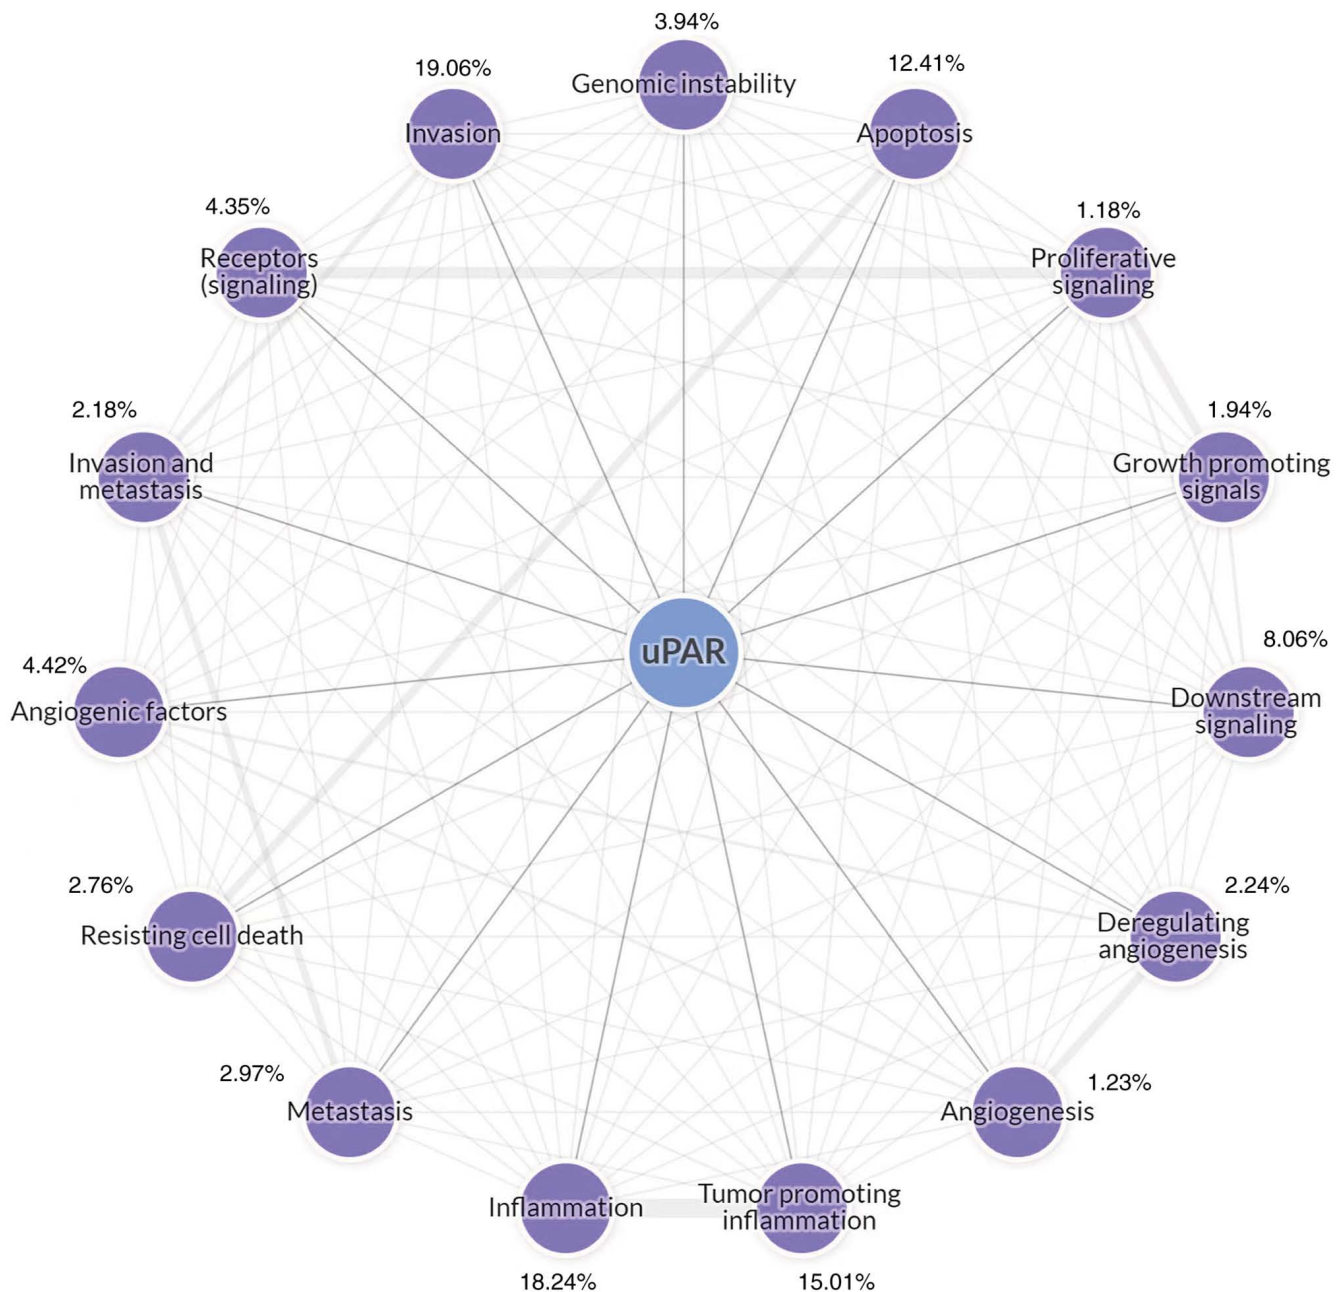 3.94%
Genomic instability
12.41%
Apoptosis
1.18%
Proliferative
signaling
1.94%
Growth promoting
signals
8.06%
Downstream
signaling
2.24%
Deregulating
angiogenesis
1.23%
Angiogenesis
Tumor promoting
inflammation
15.01%
Inflammation
18.24%
2.97%
Metastasis
2.76%
Resisting cell death
4.42%
Angiogenic factors
2.18%
Invasion and
metastasis
4.35%
Receptors
(signaling)
19.06%
Invasion
uPAR